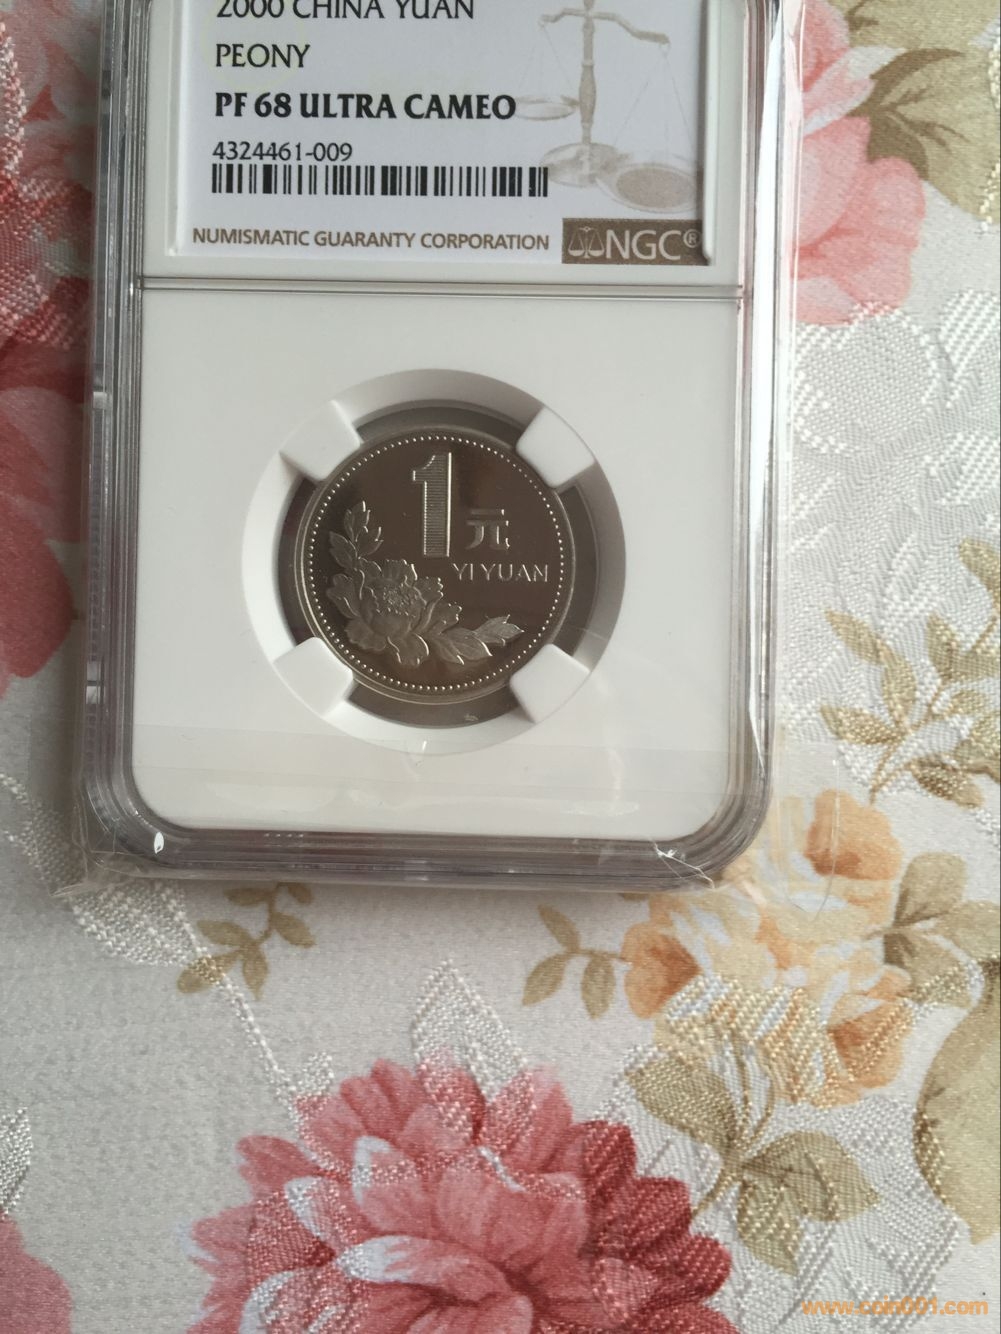 2000 CHINA YUAN
PEONY
PF 68 ULTRA CAMEO
4324461-009
NUMISMATIC GUARANTY CORPORATION NGC®
1元
YI YUAN
www.coin001.com